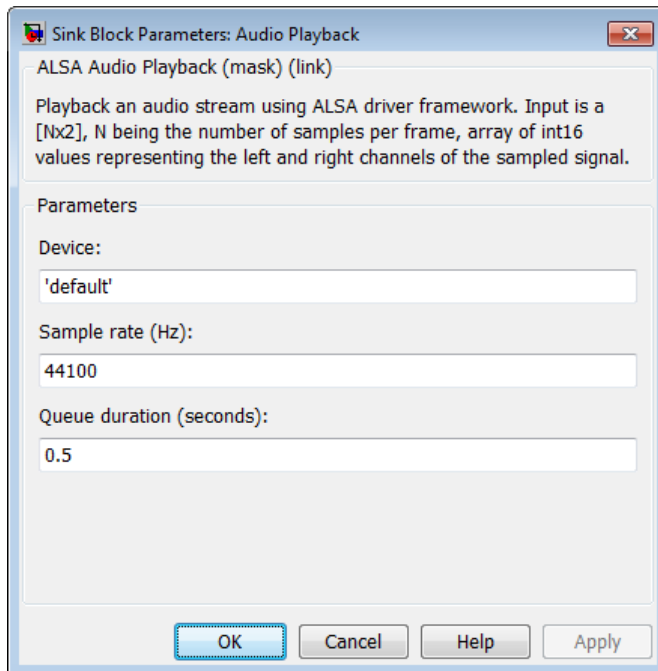 Sink Block Parameters: Audio Playback
ALSA Audio Playback (mask) (link)
Playback an audio stream using ALSA driver framework. Input is a
[Nx2], N being the number of samples per frame, array of int16
values representing the left and right channels of the sampled signal.
Parameters
Device:
'default'
Sample rate (Hz):
44100
Queue duration (seconds):
0.5
OK Cancel Help Apply